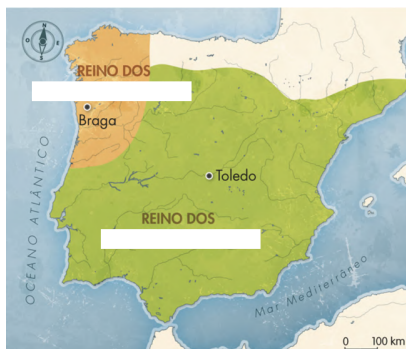 N
O
E
S
REINO DOS
Braga
OCEANO ATLÂNTICO
Toledo
REINO DOS
Mar Mediterrâneo
0 100 km